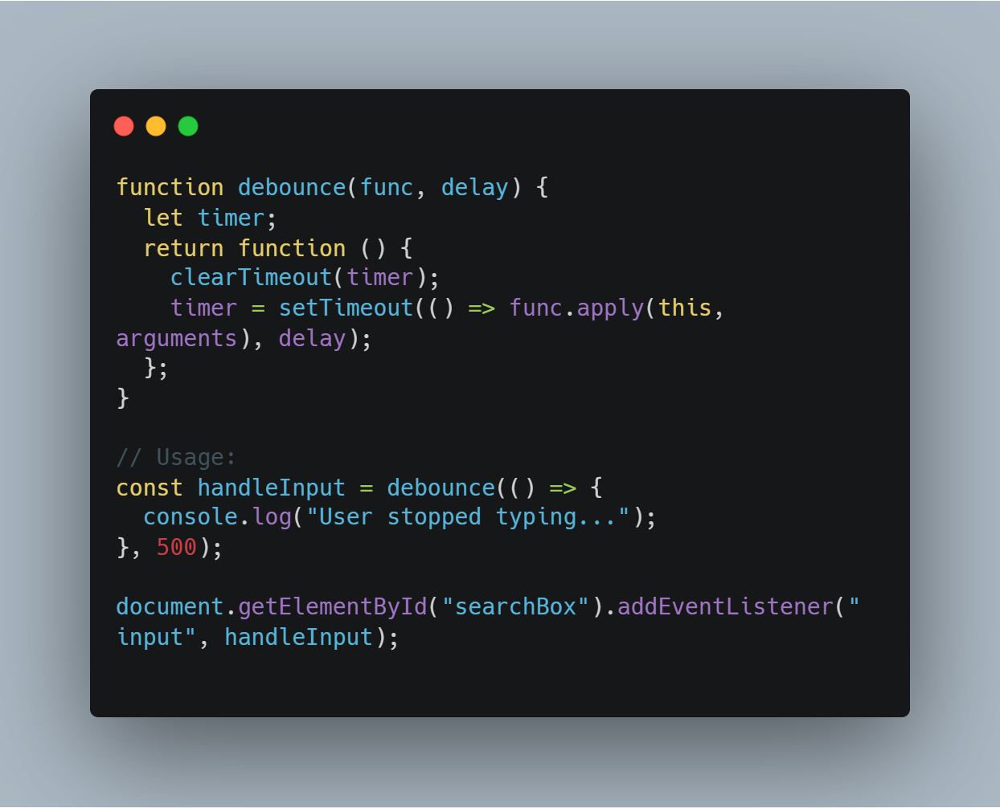 function debounce(func, delay) {
  let timer;
  return function () {
    clearTimeout(timer);
    timer = setTimeout(() => func.apply(this,
arguments), delay);
  };
}

// Usage:
const handleInput = debounce(() => {
  console.log("User stopped typing...");
}, 500);

document.getElementById("searchBox").addEventListener("
input", handleInput);